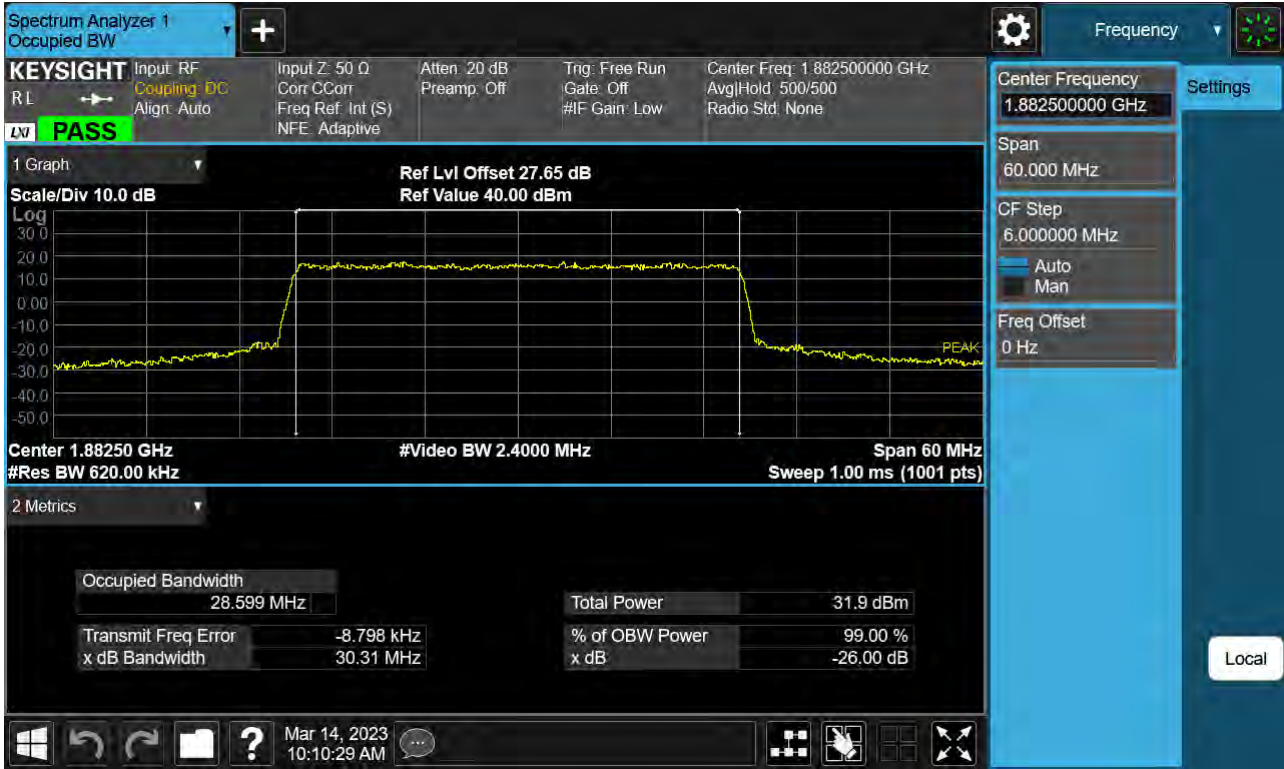 Spectrum Analyzer 1
Occupied BW
+
Frequency
KEYSIGHT
RL
LXI
PASS
Input: RF
Coupling: DC
Align: Auto
Input Z: 50 Ω
Corr CCorr
Freq Ref: Int (S)
NFE: Adaptive
Atten: 20 dB
Preamp: Off
Trig: Free Run
Gate: Off
#IF Gain: Low
Center Freq: 1.882500000 GHz
Avg|Hold: 500/500
Radio Std: None
Center Frequency
1.882500000 GHz
Settings
Span
60.000 MHz
CF Step
6.000000 MHz
Auto
Man
Freq Offset
0 Hz
1 Graph
Scale/Div 10.0 dB
Ref Lvl Offset 27.65 dB
Ref Value 40.00 dBm
Log
30.0
20.0
10.0
0.00
-10.0
-20.0
-30.0
-40.0
-50.0
PEAK
Center 1.88250 GHz
#Video BW 2.4000 MHz
Span 60 MHz
#Res BW 620.00 kHz
Sweep 1.00 ms (1001 pts)
2 Metrics
Occupied Bandwidth
28.599 MHz
Total Power 31.9 dBm
Transmit Freq Error -8.798 kHz
% of OBW Power 99.00 %
x dB Bandwidth 30.31 MHz
x dB -26.00 dB
Local
?
Mar 14, 2023
10:10:29 AM